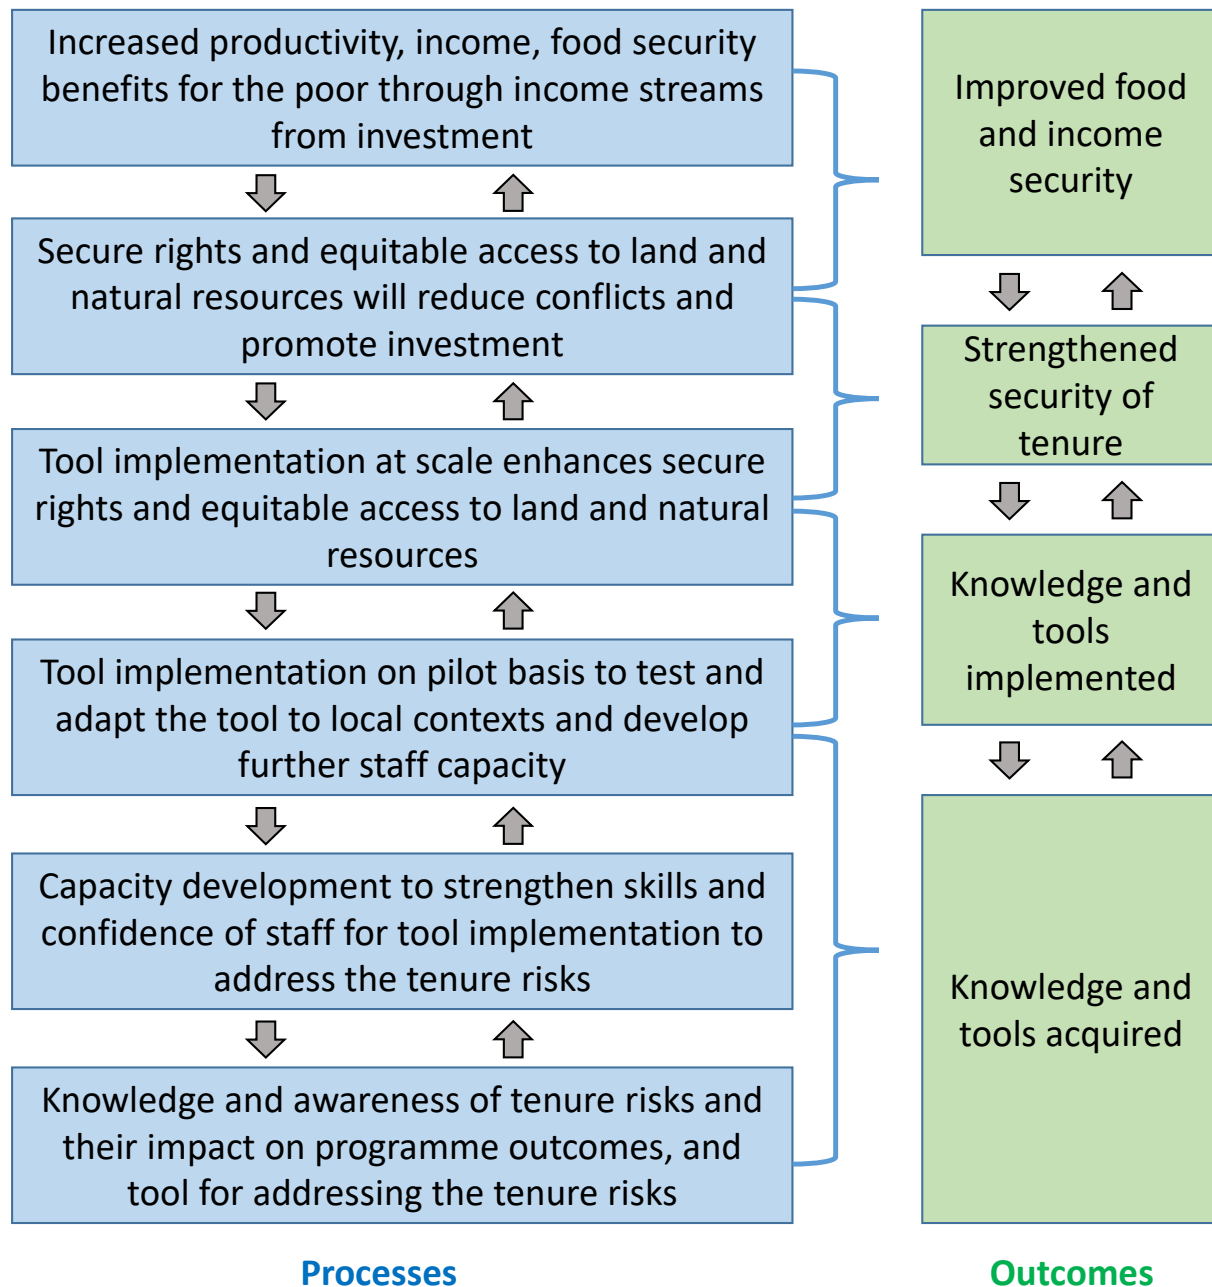 Increased productivity, income, food security
benefits for the poor through income streams
from investment
Secure rights and equitable access to land and
natural resources will reduce conflicts and
promote investment
Tool implementation at scale enhances secure
rights and equitable access to land and natural
resources
Tool implementation on pilot basis to test and
adapt the tool to local contexts and develop
further staff capacity
Capacity development to strengthen skills and
confidence of staff for tool implementation to
address the tenure risks
Knowledge and awareness of tenure risks and
their impact on programme outcomes, and
tool for addressing the tenure risks
Processes
Improved food
and income
security
Strengthened
security of
tenure
Knowledge and
tools
implemented
Knowledge and
tools acquired
Outcomes